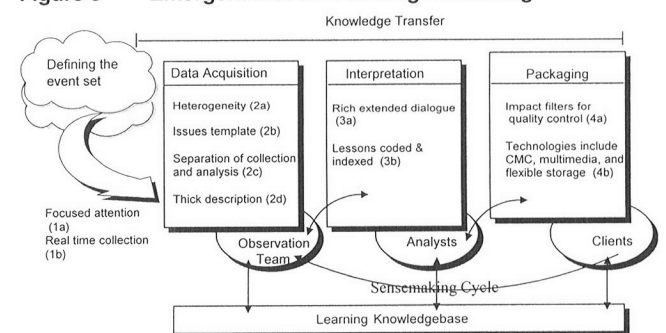 Knowledge Transfer
Defining the
event set
Data Acquisition
Heterogeneity (2a)
Issues template (2b)
Separation of collection
and analysis (2c)
Thick description (2d)
Interpretation
Rich extended dialogue
(3a)
Lessons coded &
indexed (3b)
Packaging
Impact filters for
quality control (4a)
Technologies include
CMC, multimedia, and
flexible storage (4b)
Focused attention
(1a)
Real time collection
(1b)
Observation
Team
Analysts
Clients
Sensemaking Cycle
Learning Knowledgebase